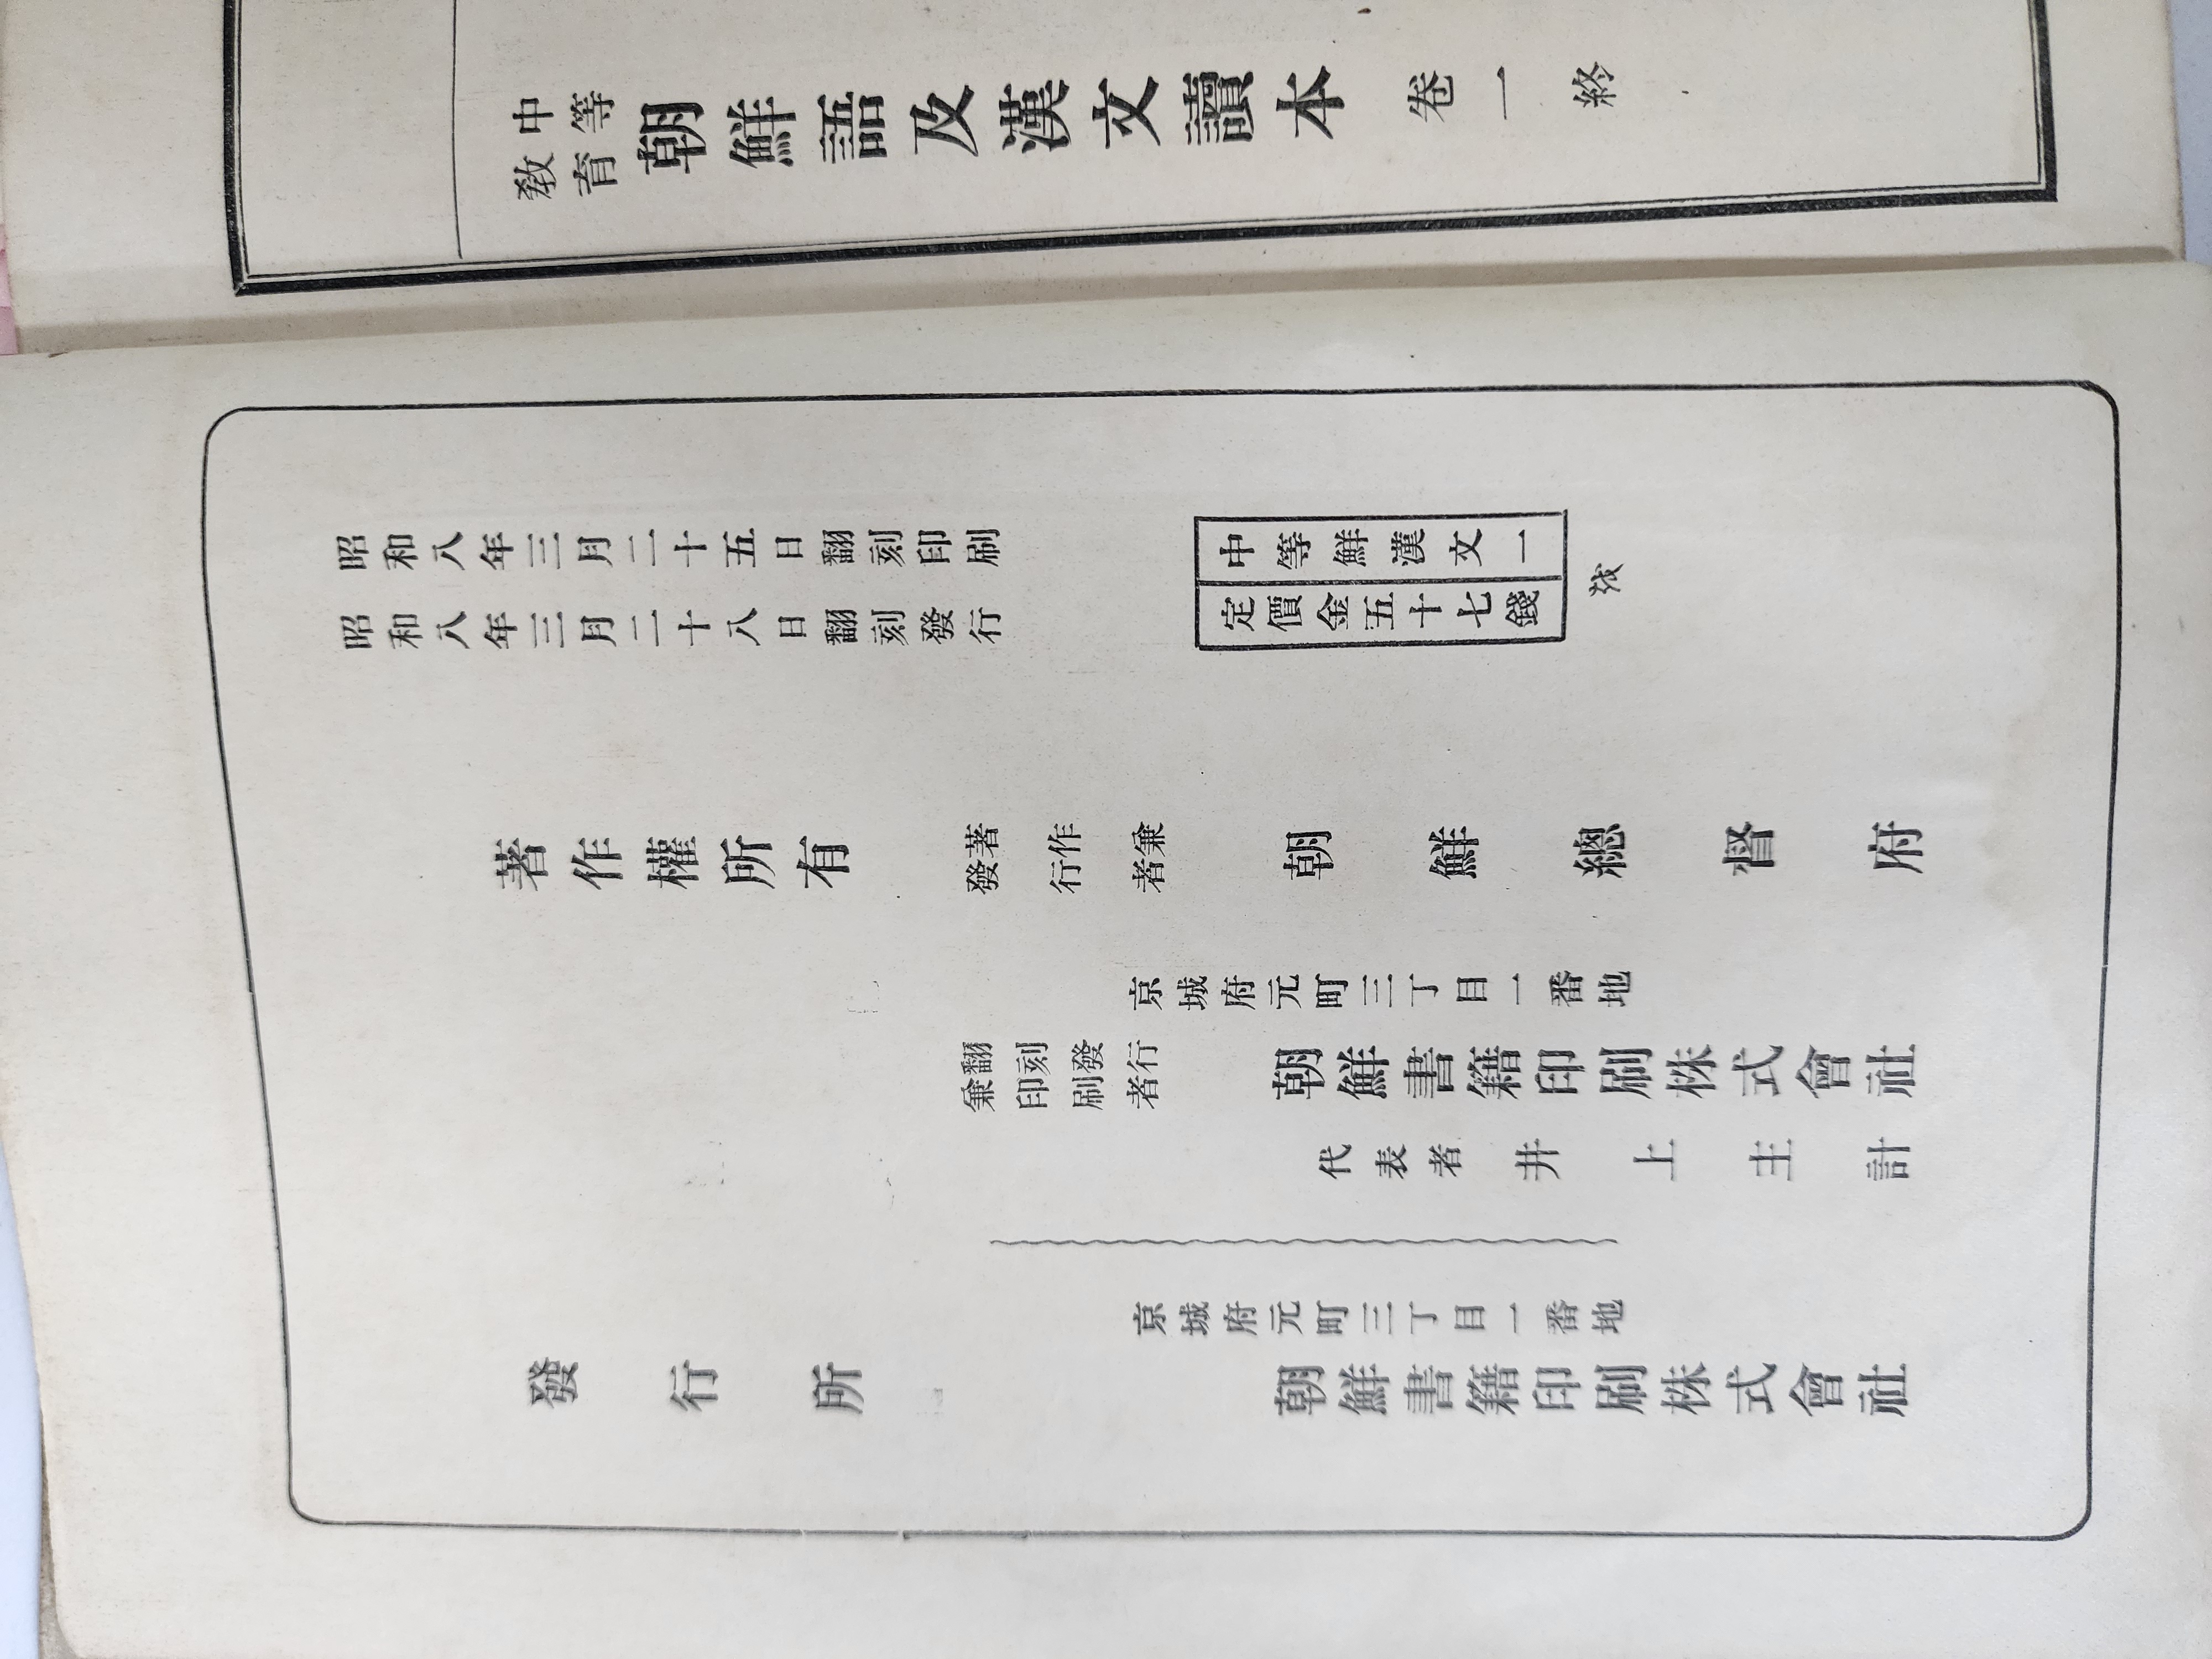 中等
教育
朝鮮語及漢文讀本 卷一 終
昭和八年三月二十五日翻刻印刷
昭和八年三月二十八日翻刻發行
中等鮮漢文一
定價金五十七錢
著作權所有
著作兼
發行者
朝鮮總督府
京城府元町三丁目一番地
翻刻發行
兼印刷者
朝鮮書籍印刷株式會社
代表者 井上主計
京城府元町三丁目一番地
發行所
朝鮮書籍印刷株式會社